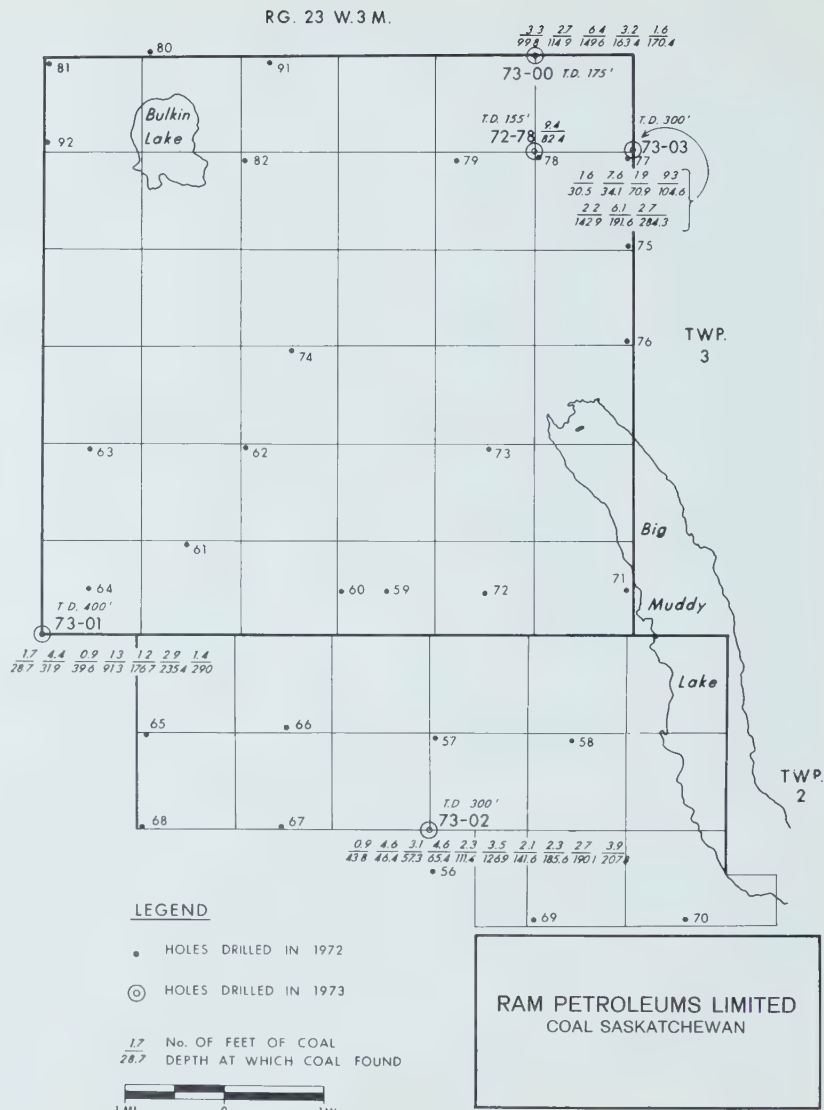 RG. 23 W.3 M.
3.3 2.7 6.4 3.2 1.6
99.8 114.9 149.6 163.4 170.4
80
81
91
73-00 T.D. 175'
Bulkin
Lake
T.D. 155' 9.4
72-78 82.4
T.D. 300'
73-03
92
82
79
78
77
1.6 7.6 1.9 9.3
30.5 34.1 70.9 104.6
2.2 6.1 2.7
142.9 191.6 284.3
75
76
TWP.
3
74
63
62
73
61
Big
64
60
59
72
71
Muddy
T.D. 400'
73-01
1.7 4.4 0.9 1.3 1.2 2.9 1.4
28.7 31.9 39.6 91.3 176.7 235.4 290
Lake
65
66
57
58
TWP.
2
68
67
T.D 300'
73-02
0.9 4.6 3.1 4.6 2.3 3.5 2.1 2.3 2.7 3.9
43.8 46.4 57.3 65.4 111.4 126.9 141.6 185.6 190.1
56
69
70
LEGEND
HOLES DRILLED IN 1972
HOLES DRILLED IN 1973
1.7 No. OF FEET OF COAL
28.7 DEPTH AT WHICH COAL FOUND
RAM PETROLEUMS LIMITED
COAL SASKATCHEWAN
0